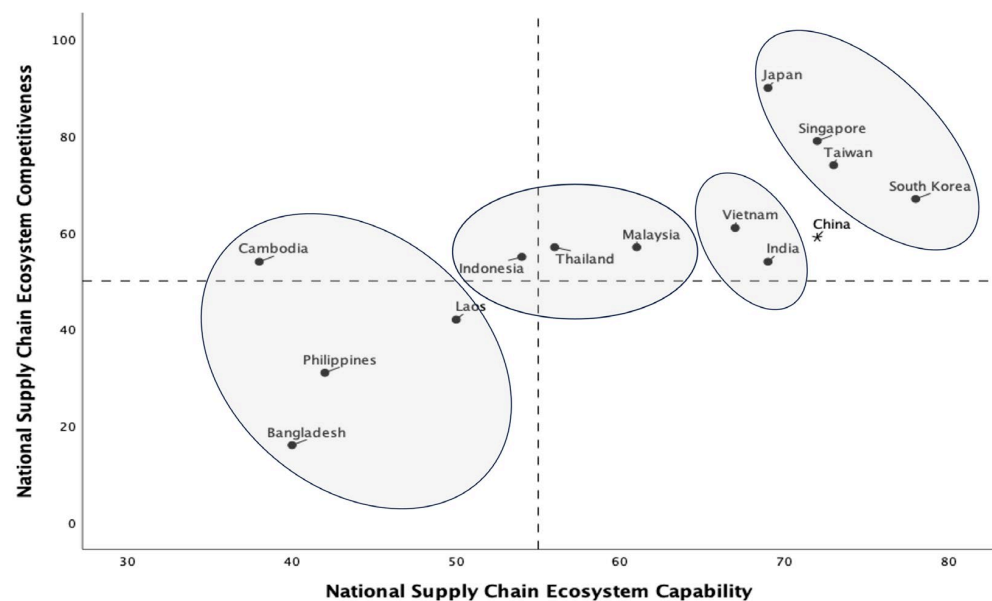 National Supply Chain Ecosystem Competitiveness
100
80
60
40
20
0
Japan
Singapore
Taiwan
South Korea
China
Vietnam
India
Malaysia
Thailand
Indonesia
Cambodia
Laos
Philippines
Bangladesh
30 40 50 60 70 80
National Supply Chain Ecosystem Capability